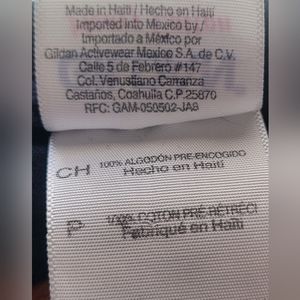 Made in Haiti / Hecho en Haití
Imported into Mexico by /
Importado a México por
Gildan Activewear Mexico S.A. de C.V.
Calle 5 de Febrero #147
Col. Venustiano Carranza
Castaños, Coahuila C.P. 25870
RFC: GAM-050502-JA9
CH 100% ALGODÓN PRE-ENCOGIDO
Hecho en Haití
P 100% COTON PRÉ RÉTRÉCI
Fabriqué en Haïti